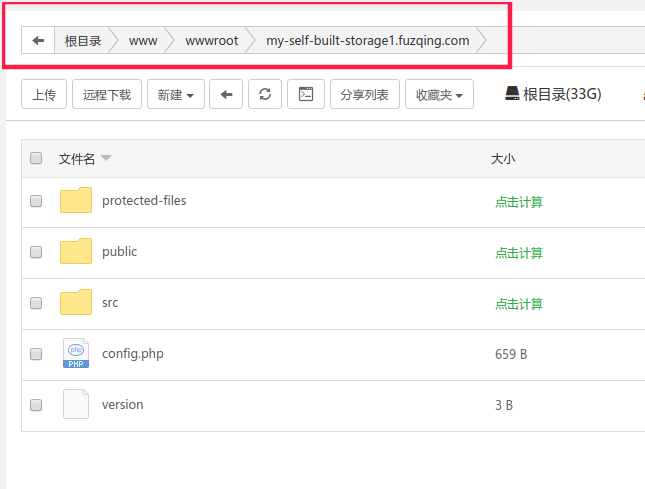 根目录 www wwwroot my-self-built-storage1.fuzqing.com
上传 远程下载 新建 分享列表 收藏夹 根目录(33G)
文件名 大小
protected-files 点击计算
public 点击计算
src 点击计算
php
PHP
config.php 659 B
version 3 B